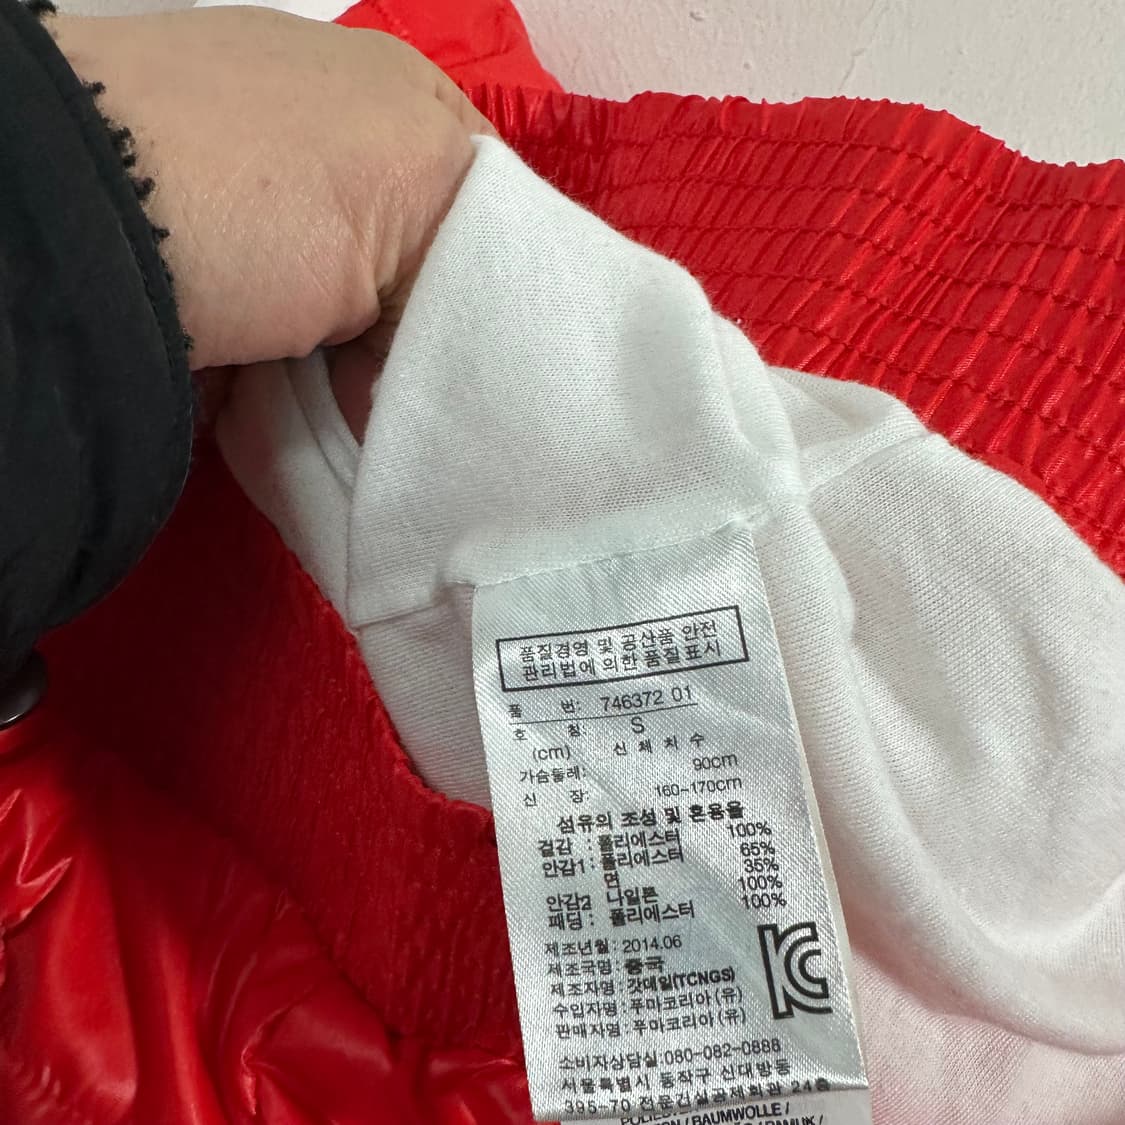 품질경영 및 공산품 안전
관리법에 의한 품질표시
품 번: 746372 01
호 칭: S
(cm) 신 체 치 수
가슴둘레: 90cm
신 장: 160~170cm
섬유의 조성 및 혼용율
겉감 : 폴리에스터 100%
안감1 : 폴리에스터 65%
면 35%
안감2 나일론 100%
패딩 : 폴리에스터 100%
제조년월 : 2014.06
제조국명 : 중국
제조자명 : 갓데일(TCNGS)
수입자명 : 푸마코리아 (유)
판매자명 : 푸마코리아 (유)
소비자상담실:080-082-0888
서울특별시 동작구 신대방동
395-70 전문건설공제회관 24층
/ BAUMWOLLE /